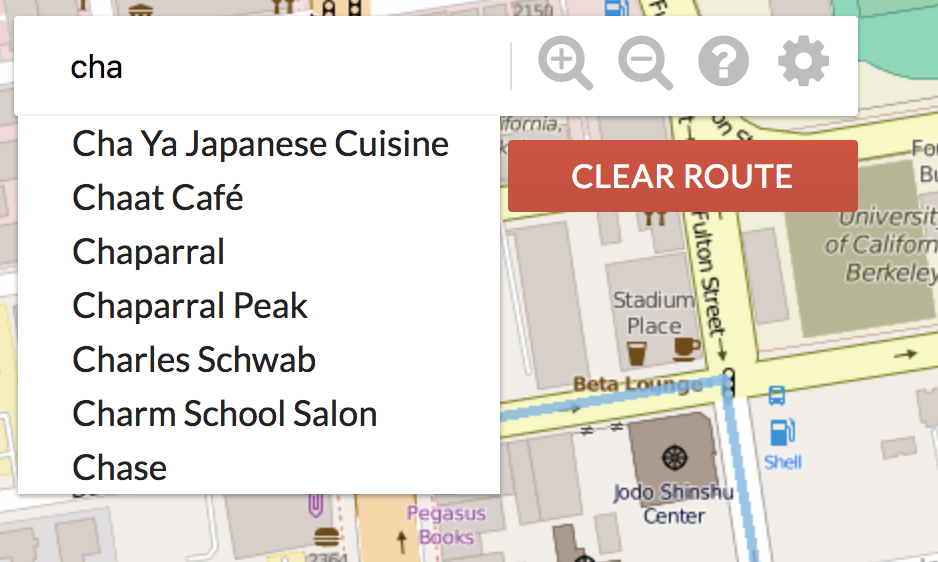 2150
cha
Cha Ya Japanese Cuisine
Chaat Café
Chaparral
Chaparral Peak
Charles Schwab
Charm School Salon
Chase
CLEAR ROUTE
University
of Californ
Berkeley
Fulton Street
Stadium
Place
Beta Lounge
Shell
Jodo Shinshu
Center
Pegasus
Books
2364